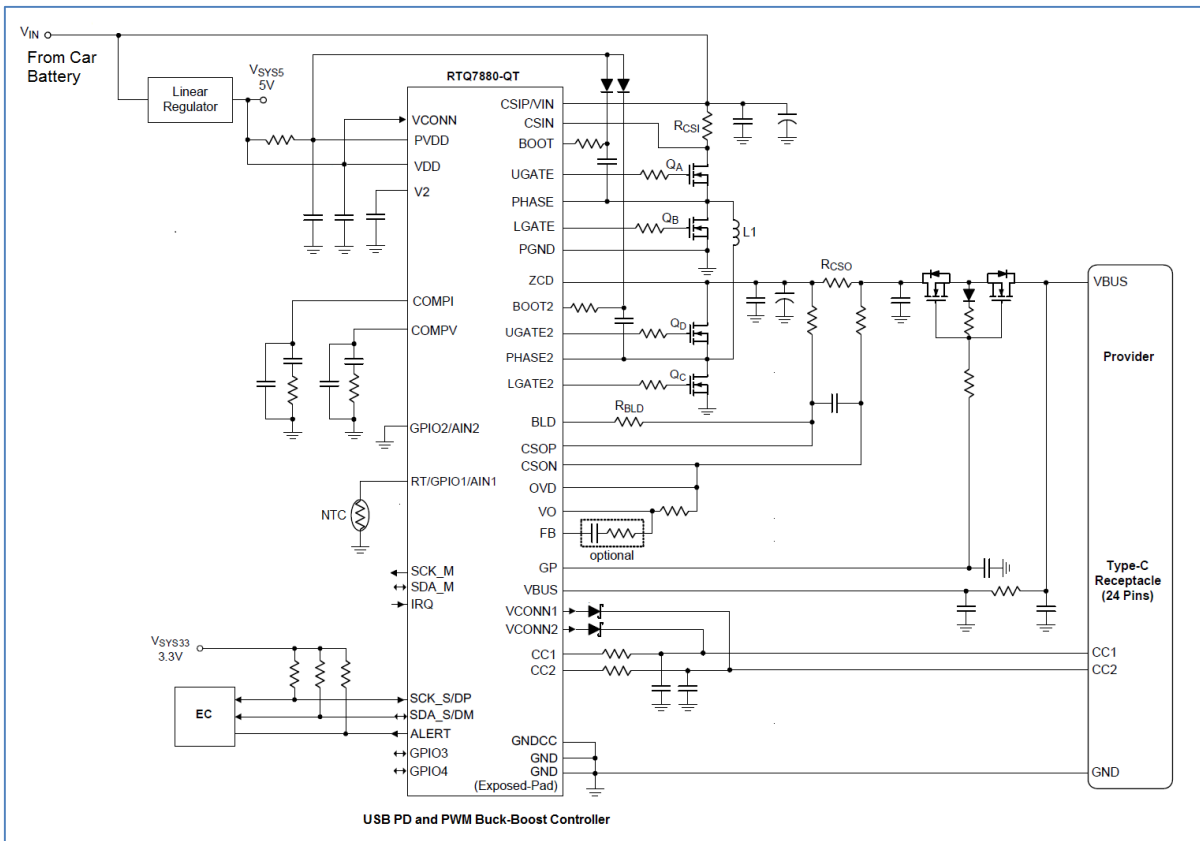 VIN
From Car
Battery
Linear
Regulator
VSYS5
5V
RTQ7880-QT
VCONN
PVDD
VDD
V2
COMPI
COMPV
GPIO2/AIN2
RT/GPIO1/AIN1
NTC
SCK_M
SDA_M
IRQ
VSYS33
3.3V
EC
SCK_S/DP
SDA_S/DM
ALERT
GPIO3
GPIO4
CSIP/VIN
CSIN
BOOT
UGATE
PHASE
LGATE
PGND
ZCD
BOOT2
UGATE2
PHASE2
LGATE2
BLD
CSOP
CSON
OVD
VO
FB
GP
VBUS
VCONN1
VCONN2
CC1
CC2
GNDCC
GND
GND
(Exposed-Pad)
RCSI
QA
QB
L1
RCSO
QD
QC
RBLD
optional
VBUS
Provider
Type-C
Receptacle
(24 Pins)
CC1
CC2
GND
USB PD and PWM Buck-Boost Controller